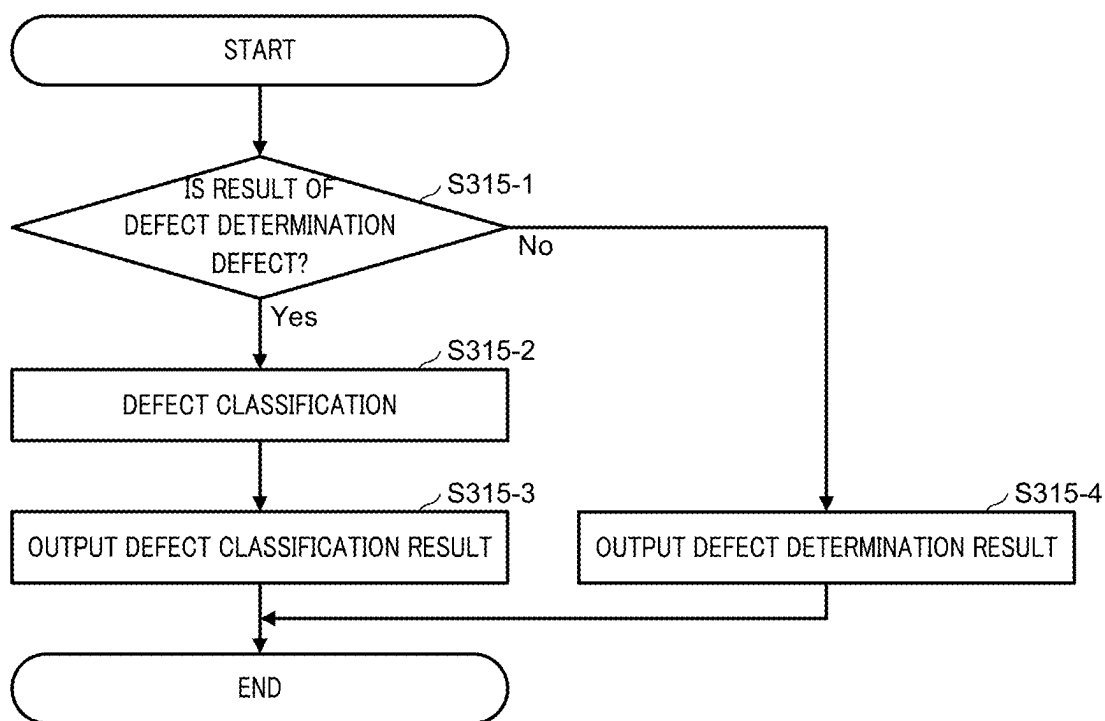 START
S315-1
IS RESULT OF
DEFECT DETERMINATION
DEFECT?
No
Yes
S315-2
DEFECT CLASSIFICATION
S315-3
OUTPUT DEFECT CLASSIFICATION RESULT
S315-4
OUTPUT DEFECT DETERMINATION RESULT
END